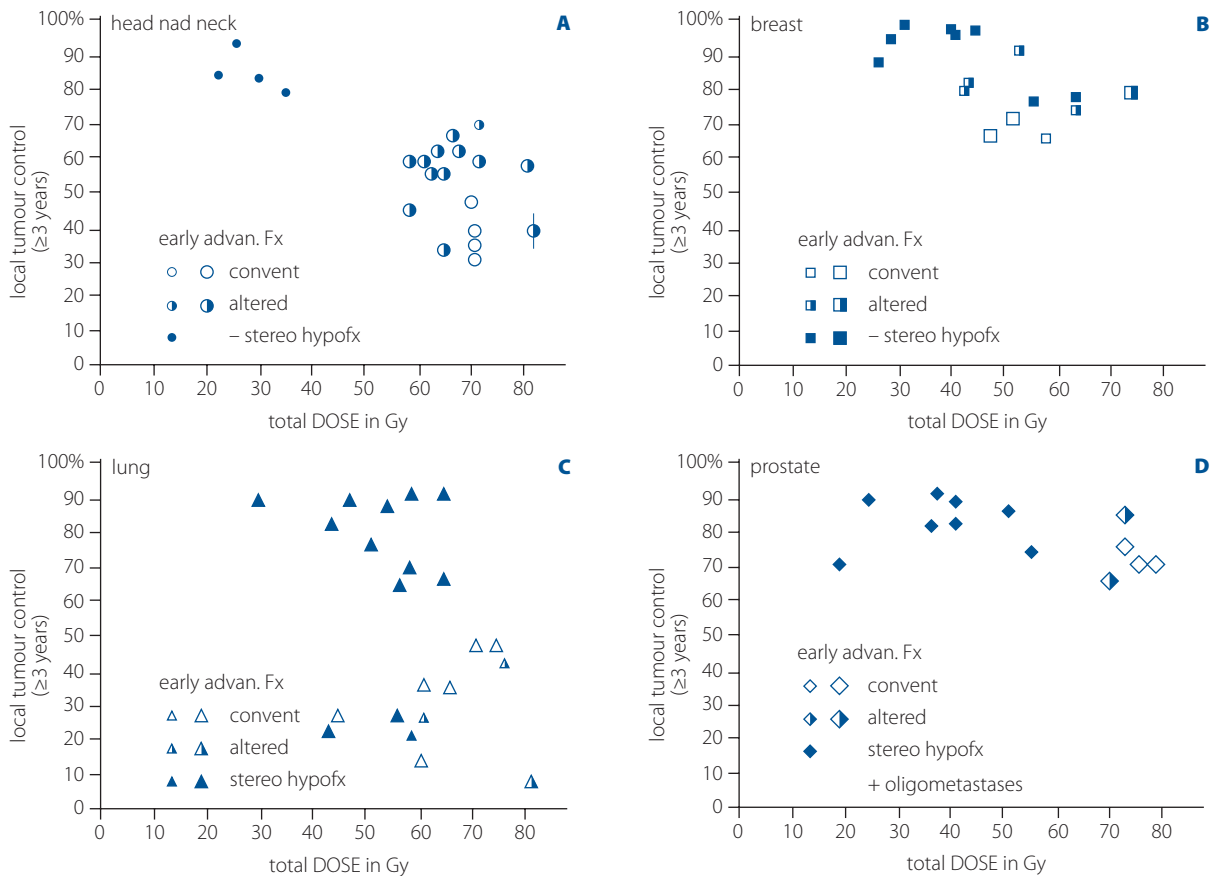 head nad neck
A
100%
90
80
70
60
50
40
30
20
10
0
local tumour control
(≥3 years)
early advan. Fx
convent
altered
– stereo hypofx
0 10 20 30 40 50 60 70 80
total DOSE in Gy
breast
B
100%
90
80
70
60
50
40
30
20
10
0
local tumour control
(≥3 years)
early advan. Fx
convent
altered
– stereo hypofx
0 10 20 30 40 50 60 70 80
total DOSE in Gy
lung
C
100%
90
80
70
60
50
40
30
20
10
0
local tumour control
(≥3 years)
early advan. Fx
convent
altered
stereo hypofx
0 10 20 30 40 50 60 70 80
total DOSE in Gy
prostate
D
100%
90
80
70
60
50
40
30
20
10
0
local tumour control
(≥3 years)
early advan. Fx
convent
altered
stereo hypofx
+ oligometastases
0 10 20 30 40 50 60 70 80
total DOSE in Gy